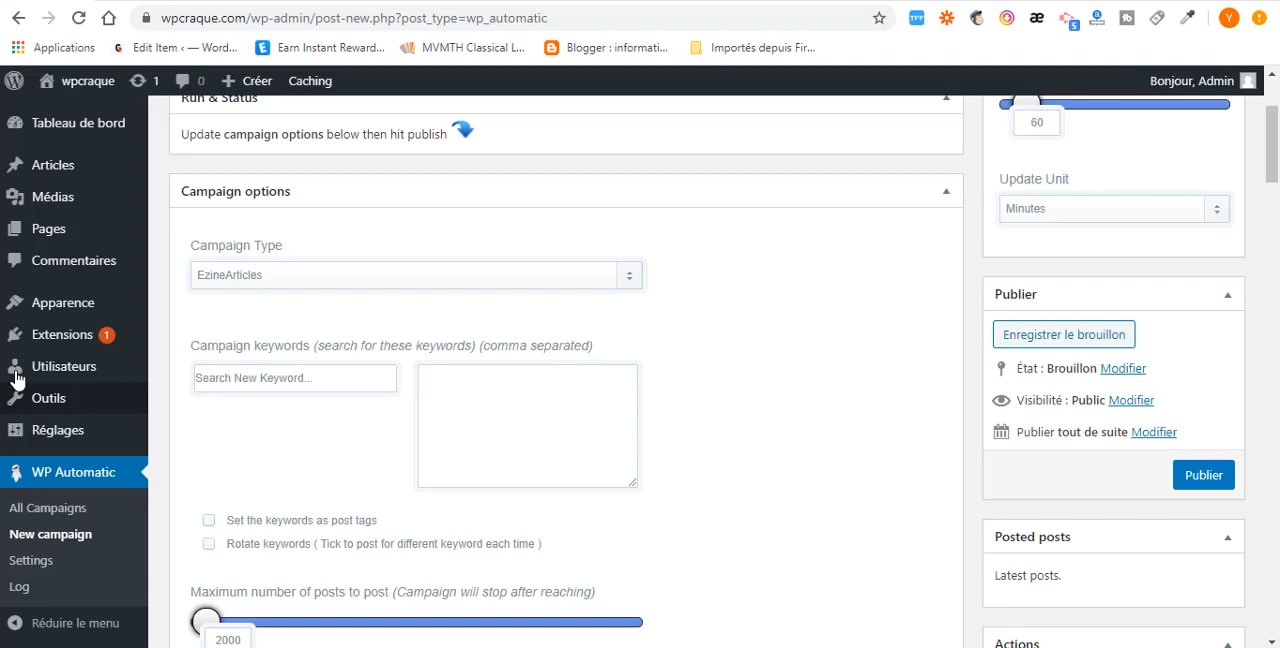 wpcraque.com/wp-admin/post-new.php?post_type=wp_automatic
TFF
æ
5
Y
Applications
Edit Item ‹ — Word...
Earn Instant Reward...
MVMTH Classical L...
Blogger : informati...
Importés depuis Fir...
wpcraque
1
0
Créer
Caching
Bonjour, Admin
Tableau de bord
Articles
Médias
Pages
Commentaires
Apparence
Extensions 1
Utilisateurs
Outils
Réglages
WP Automatic
All Campaigns
New campaign
Settings
Log
Réduire le menu
Run & Status
Update campaign options below then hit publish
Campaign options
Campaign Type
EzineArticles
Campaign keywords (search for these keywords) (comma separated)
Search New Keyword...
Set the keywords as post tags
Rotate keywords ( Tick to post for different keyword each time )
Maximum number of posts to post (Campaign will stop after reaching)
2000
60
Update Unit
Minutes
Publier
Enregistrer le brouillon
État : Brouillon Modifier
Visibilité : Public Modifier
Publier tout de suite Modifier
Publier
Posted posts
Latest posts.
Actions